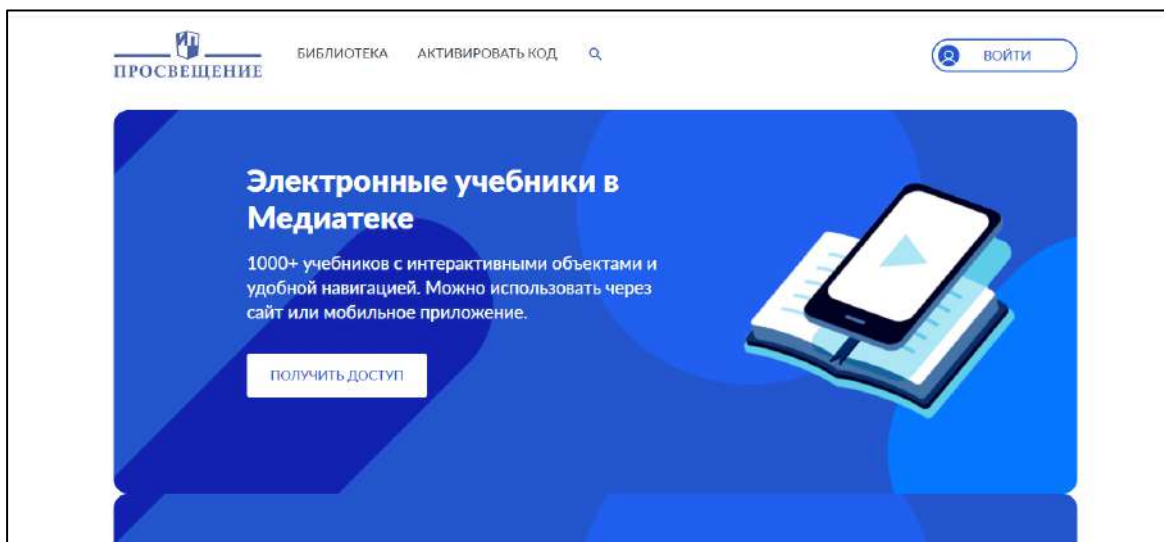 ПРОСВЕЩЕНИЕ
БИБЛИОТЕКА АКТИВИРОВАТЬ КОД
ВОЙТИ
Электронные учебники в
Медиатеке
1000+ учебников с интерактивными объектами и
удобной навигацией. Можно использовать через
сайт или мобильное приложение.
ПОЛУЧИТЬ ДОСТУП